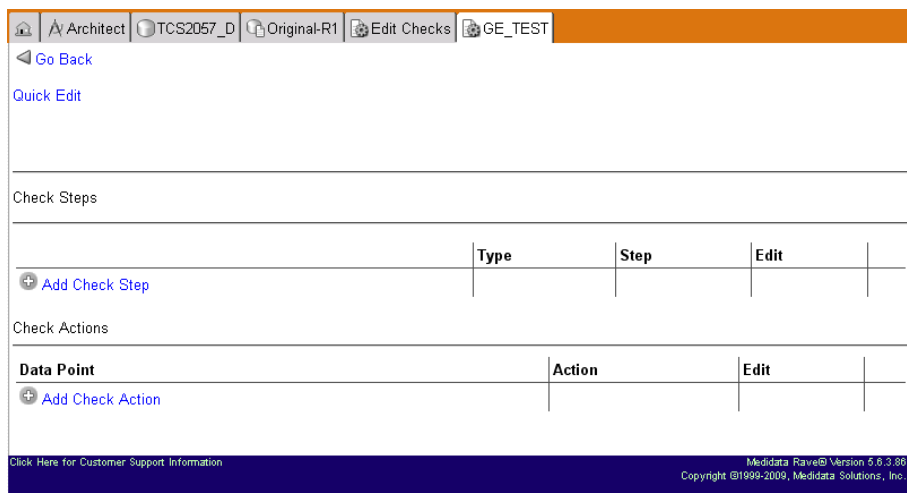 Architect TCS2057_D Original-R1 Edit Checks GE_TEST
Go Back
Quick Edit
Check Steps
Type Step Edit
Add Check Step
Check Actions
Data Point Action Edit
Add Check Action
Click Here for Customer Support Information Medidata Rave® Version 5.6.3.86
Copyright ©1999-2009, Medidata Solutions, Inc.